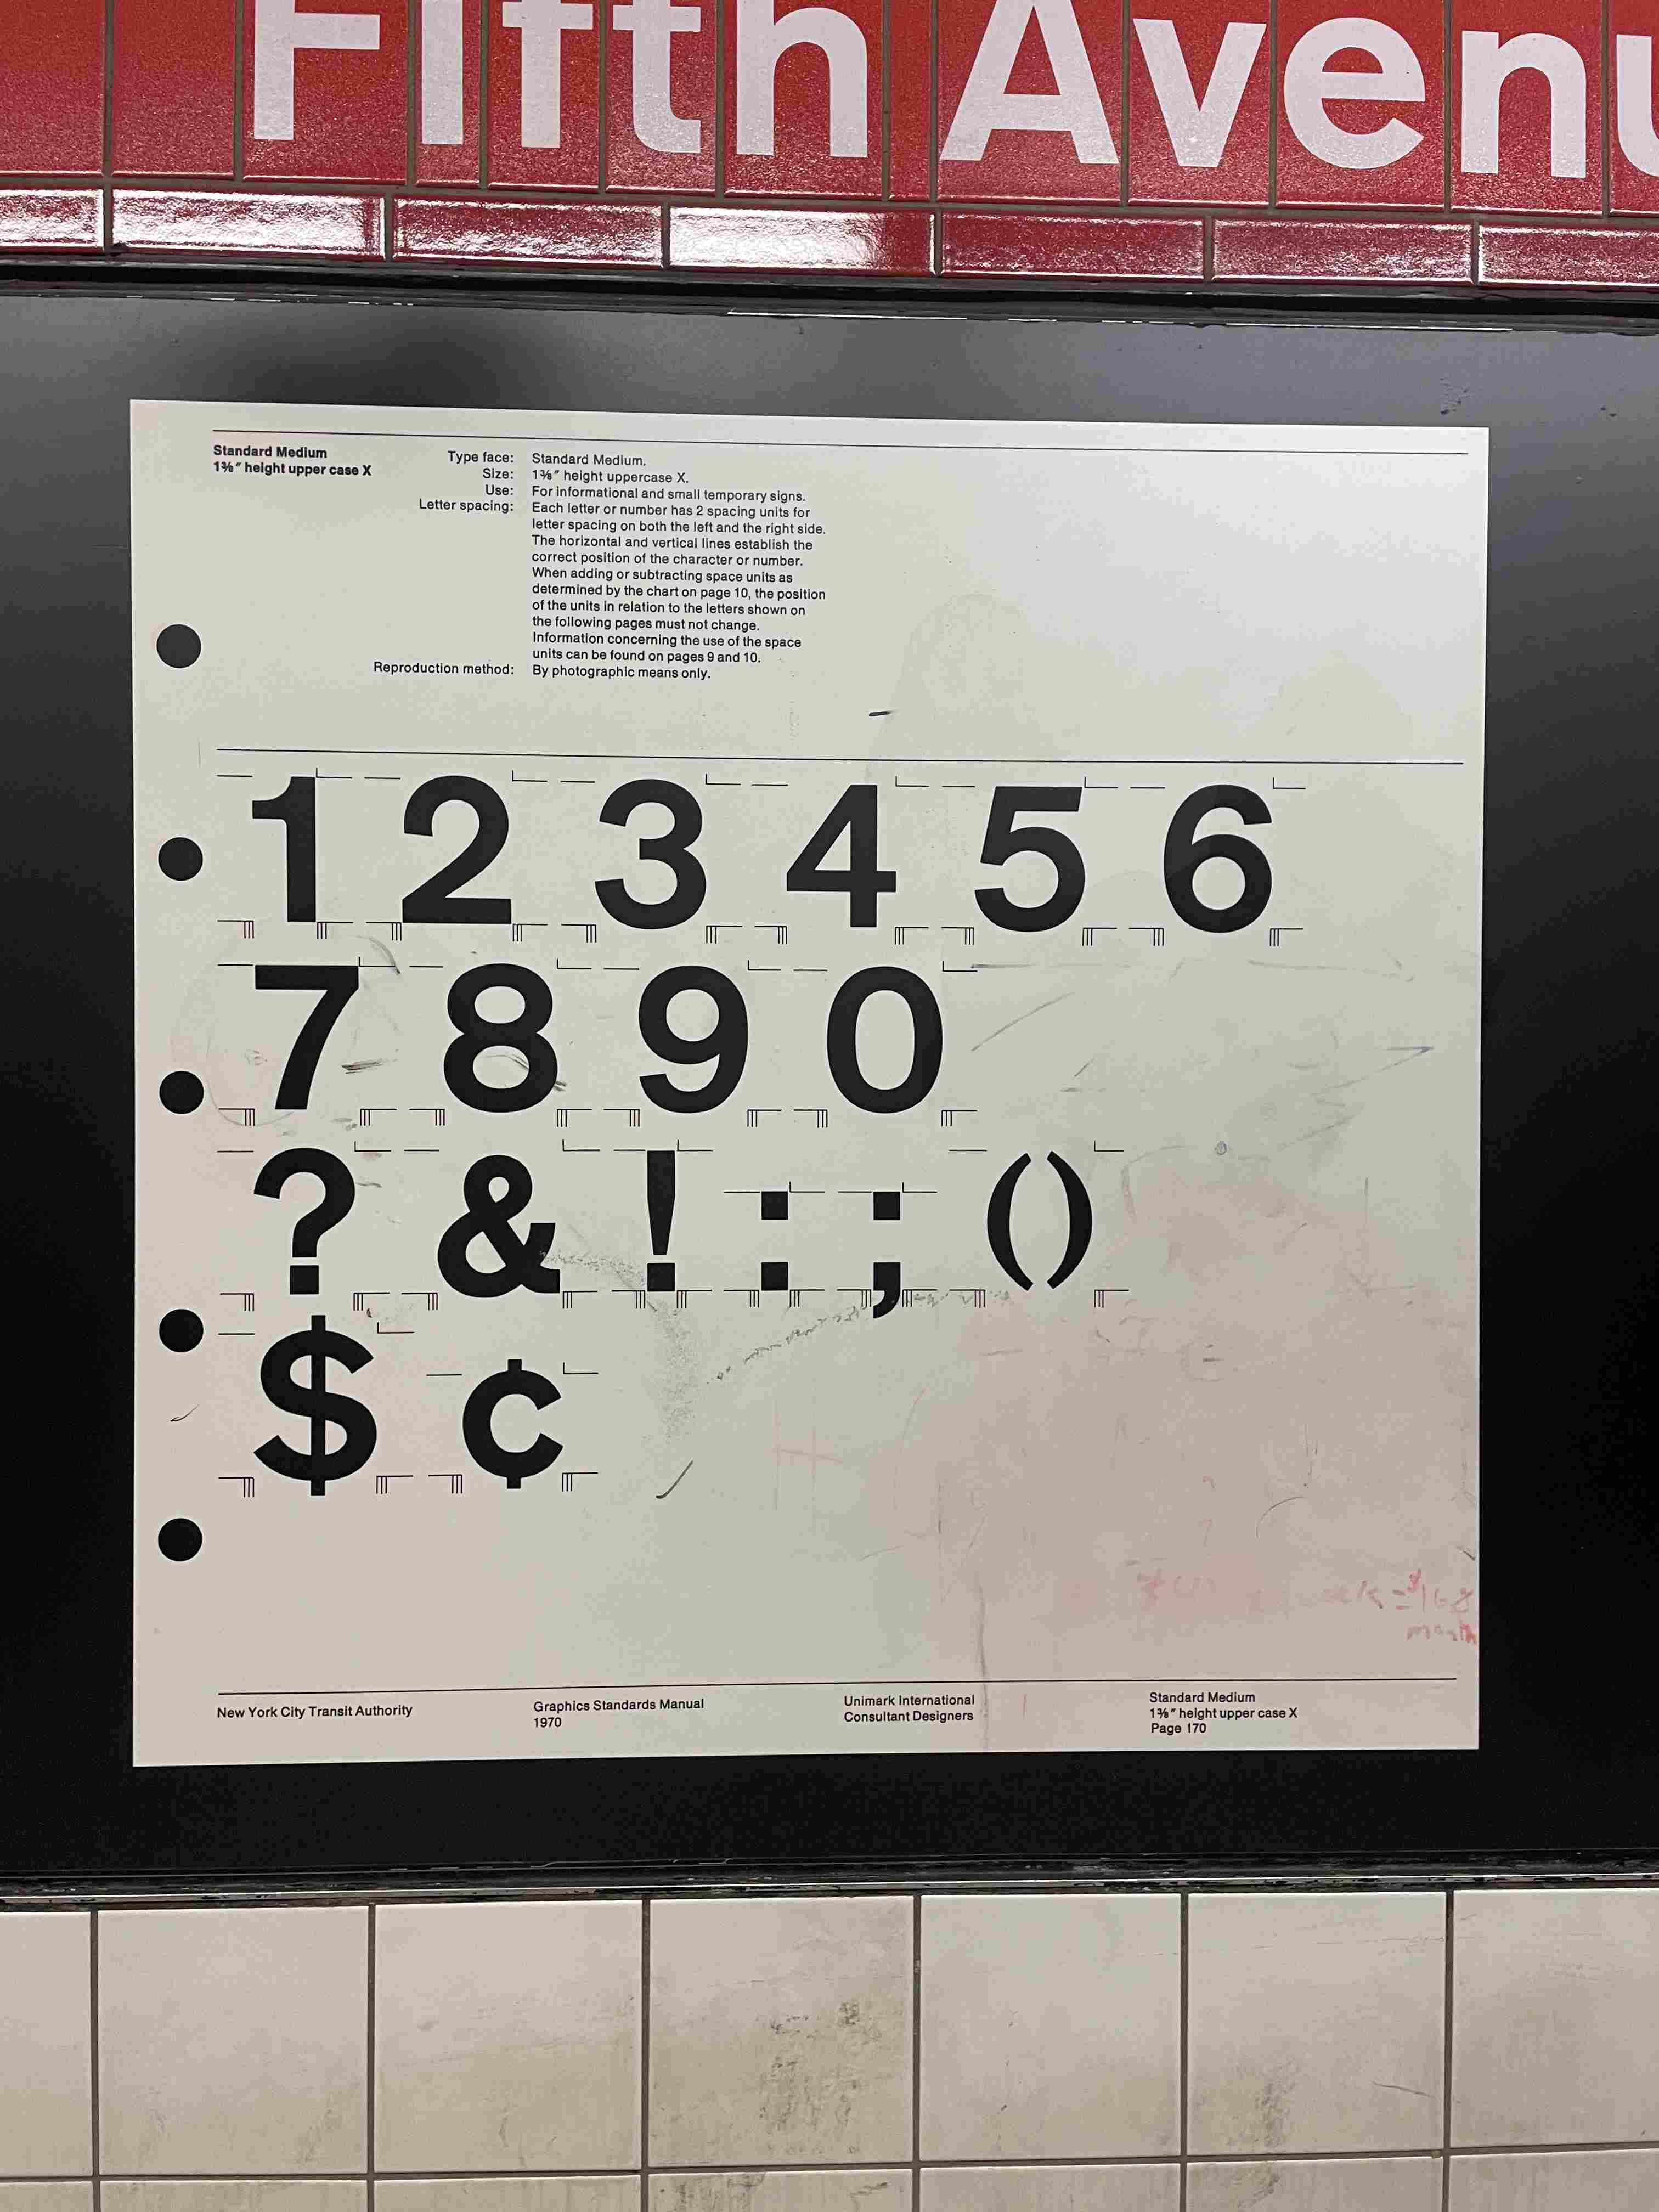 Fifth Avenu
Standard Medium
1⅜″ height upper case X
Type face: Standard Medium.
Size: 1⅜″ height uppercase X.
Use: For informational and small temporary signs.
Letter spacing: Each letter or number has 2 spacing units for
letter spacing on both the left and the right side.
The horizontal and vertical lines establish the
correct position of the character or number.
When adding or subtracting space units as
determined by the chart on page 10, the position
of the units in relation to the letters shown on
the following pages must not change.
Information concerning the use of the space
units can be found on pages 9 and 10.
Reproduction method: By photographic means only.
1 2 3 4 5 6
7 8 9 0
? & ! : ; ( )
$ ¢
month
New York City Transit Authority
Graphics Standards Manual
1970
Unimark International
Consultant Designers
Standard Medium
1⅜″ height upper case X
Page 170